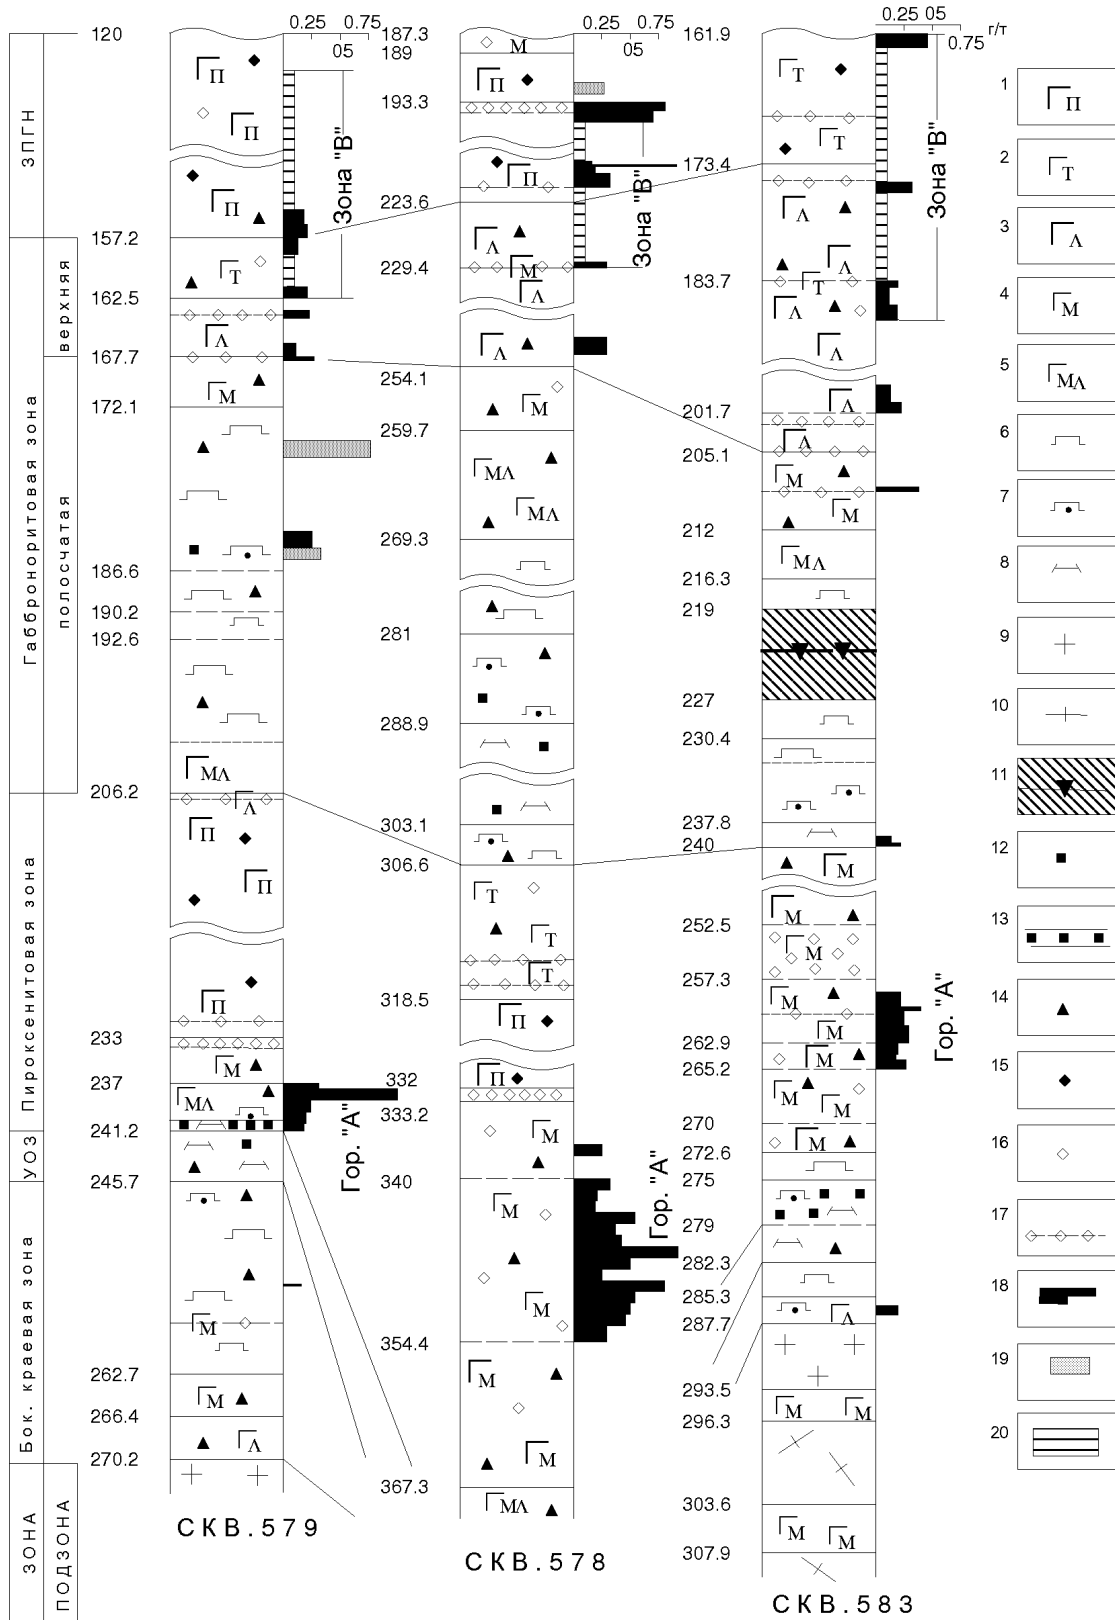 ЗПГН
Габброноритовая зона
верхняя
полосчатая
Пироксенитовая зона
УОЗ
Бок. краевая зона
ЗОНА
ПОДЗОНА
120
157.2
162.5
167.7
172.1
186.6
190.2
192.6
206.2
233
237
241.2
245.7
262.7
266.4
270.2
0.25 0.75
05
П
П
П
Т
Λ
М
МΛ
Λ
П
П
П
М
МΛ
М
М
Λ
Зона "В"
Гор. "А"
СКВ.579
187.3
189
193.3
223.6
229.4
254.1
259.7
269.3
281
288.9
303.1
306.6
318.5
332
333.2
340
354.4
367.3
0.25 0.75
05
М
П
П
Λ
М
Λ
Λ
М
МΛ
МΛ
Т
Т
Т
П
П
М
М
М
М
М
М
МΛ
Зона "В"
Гор. "А"
СКВ.578
161.9
173.4
183.7
201.7
205.1
212
216.3
219
227
230.4
237.8
240
252.5
257.3
262.9
265.2
270
272.6
275
279
282.3
285.3
287.7
293.5
296.3
303.6
307.9
0.25 05
0.75
г/т
Т
Т
Λ
Λ
Т
Λ
Λ
Λ
Λ
М
М
МΛ
М
М
М
М
М
М
М
М
М
Λ
М М
М
М
Зона "В"
Гор. "А"
СКВ.583
1 П
2 Т
3 Λ
4 М
5 МΛ
6
7
8
9
10
11
12
13
14
15
16
17
18
19
20